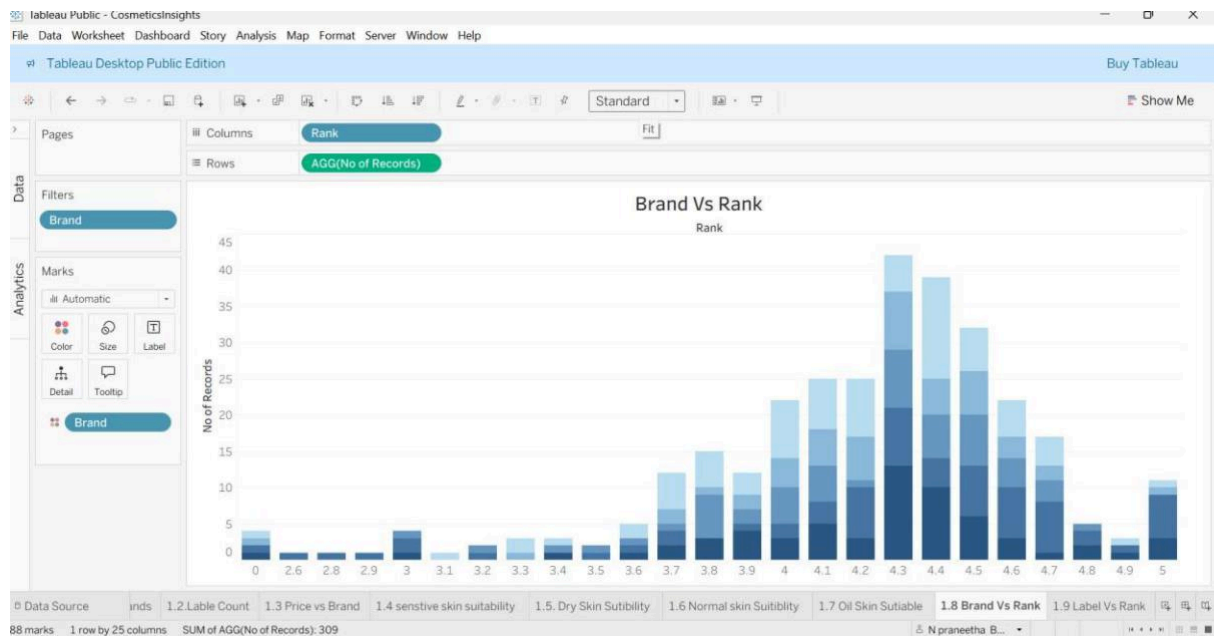 Tableau Public - CosmeticsInsights
File Data Worksheet Dashboard Story Analysis Map Format Server Window Help
Tableau Desktop Public Edition
Buy Tableau
Standard
Show Me
Pages
Columns
Rank
Fit
Rows
AGG(No of Records)
Data
Analytics
Filters
Brand
Marks
Automatic
Color Size Label
Detail Tooltip
Brand
Brand Vs Rank
Rank
No of Records
45
40
35
30
25
20
15
10
5
0
0 2.6 2.8 2.9 3 3.1 3.2 3.3 3.4 3.5 3.6 3.7 3.8 3.9 4 4.1 4.2 4.3 4.4 4.5 4.6 4.7 4.8 4.9 5
Data Source ands 1.2.Lable Count 1.3 Price vs Brand 1.4 senstive skin suitability 1.5. Dry Skin Sutibility 1.6 Normal skin Suitiblity 1.7 Oil Skin Sutiable 1.8 Brand Vs Rank 1.9 Label Vs Rank
88 marks 1 row by 25 columns SUM of AGG(No of Records): 309
N praneetha B...